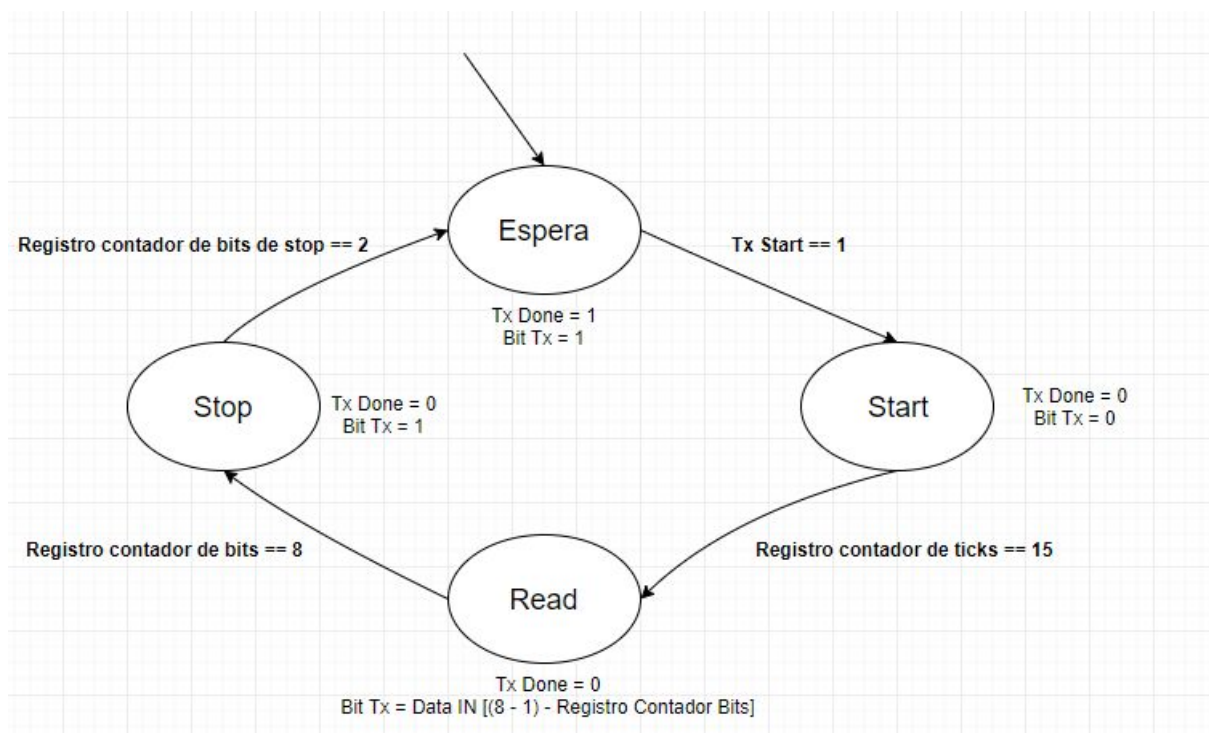 Espera
Registro contador de bits de stop == 2
Tx Start == 1
Tx Done = 1
Bit Tx = 1
Stop
Tx Done = 0
Bit Tx = 1
Start
Tx Done = 0
Bit Tx = 0
Registro contador de bits == 8
Registro contador de ticks == 15
Read
Tx Done = 0
Bit Tx = Data IN [(8 - 1) - Registro Contador Bits]